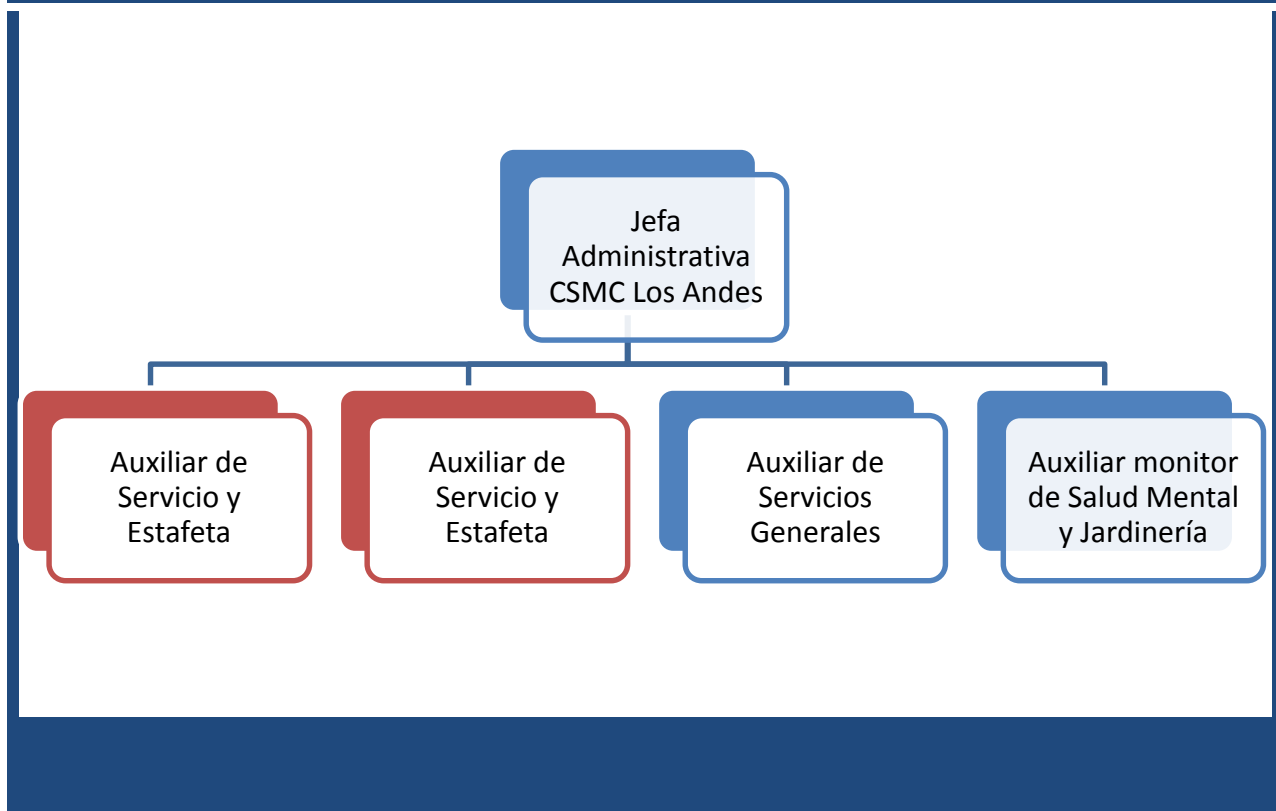 Jefa
Administrativa
CSMC Los Andes
Auxiliar de
Servicio y
Estafeta
Auxiliar de
Servicio y
Estafeta
Auxiliar de
Servicios
Generales
Auxiliar monitor
de Salud Mental
y Jardinería